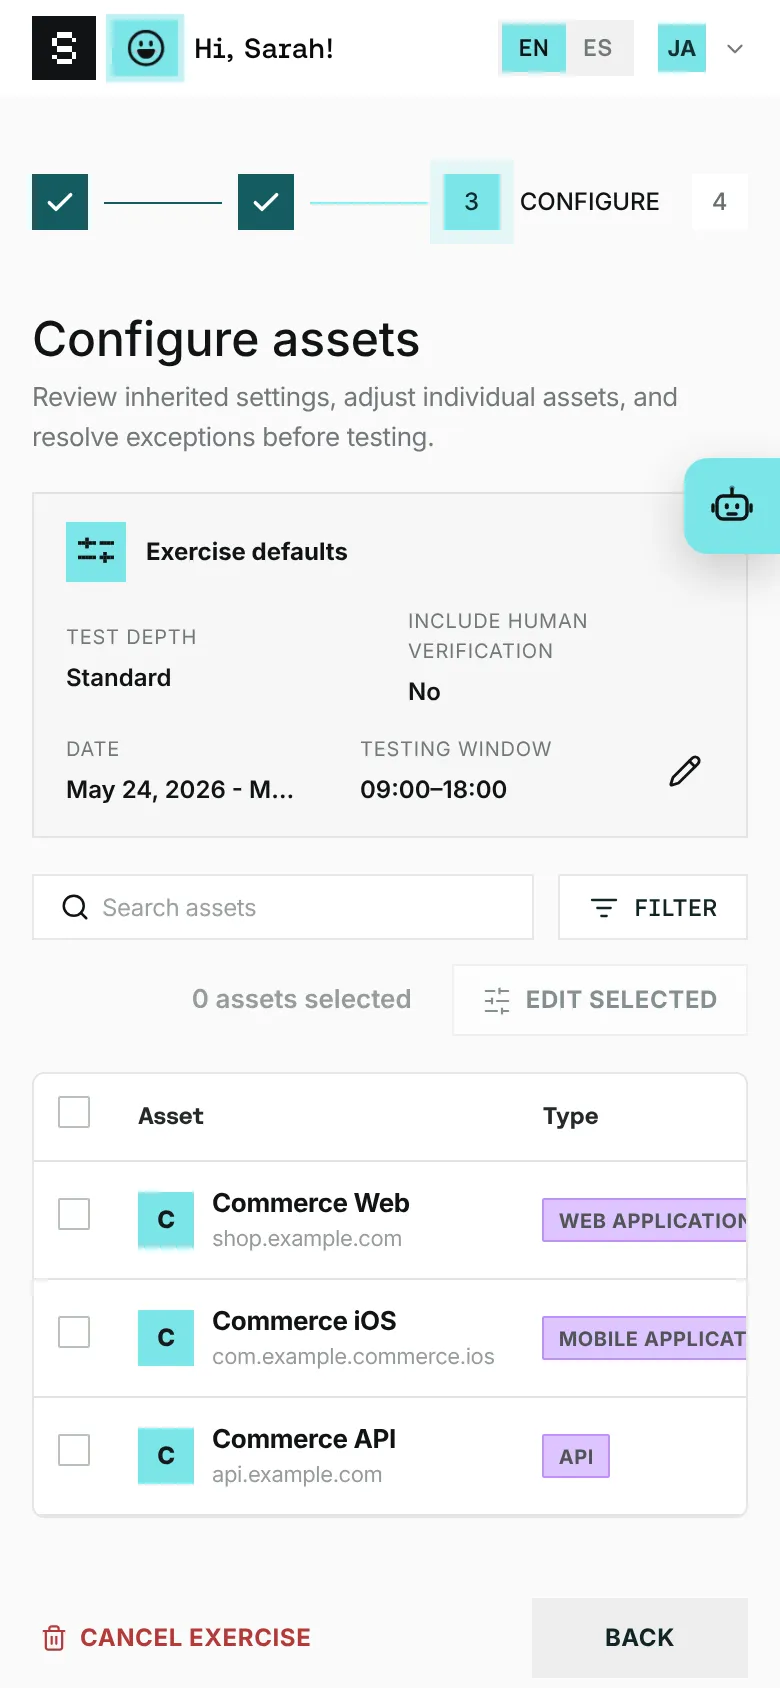 S
Hi, Sarah!
EN ES JA
3 CONFIGURE 4
Configure assets
Review inherited settings, adjust individual assets, and
resolve exceptions before testing.
Exercise defaults
TEST DEPTH
Standard
INCLUDE HUMAN
VERIFICATION
No
DATE
May 24, 2026 - M...
TESTING WINDOW
09:00–18:00
Search assets
FILTER
0 assets selected
EDIT SELECTED
Asset Type
C
Commerce Web
shop.example.com
WEB APPLICATION
C
Commerce iOS
com.example.commerce.ios
MOBILE APPLICAT
C
Commerce API
api.example.com
API
CANCEL EXERCISE
BACK